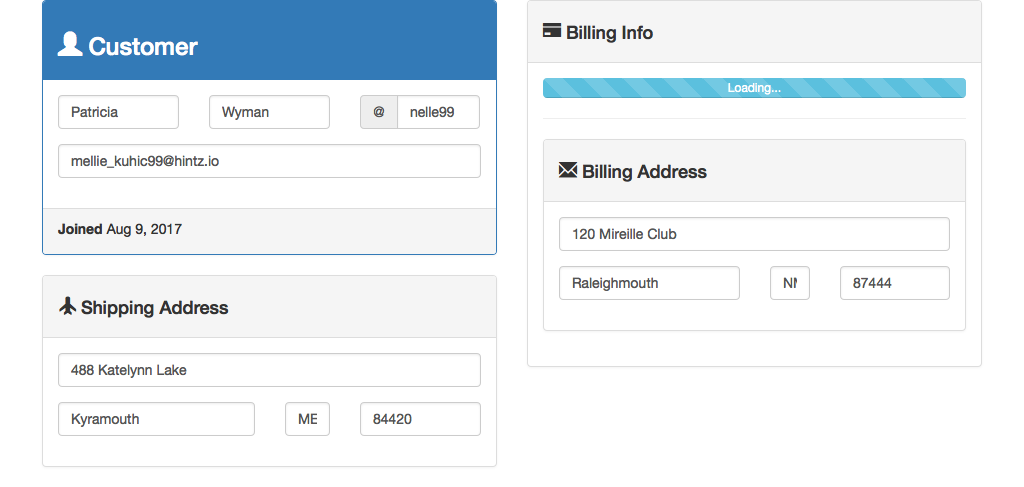 Customer
Patricia Wyman @ nelle99
mellie_kuhic99@hintz.io
Joined Aug 9, 2017
Shipping Address
488 Katelynn Lake
Kyramouth ME 84420
Billing Info
Loading...
Billing Address
120 Mireille Club
Raleighmouth NM 87444